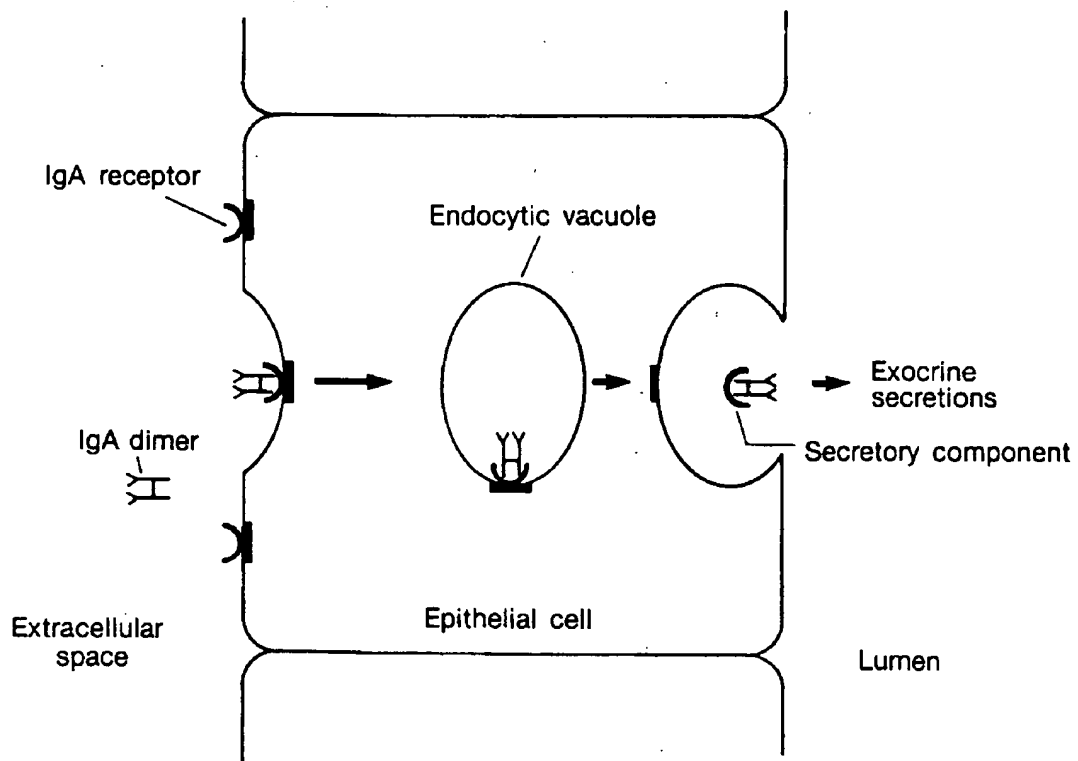 IgA receptor
Endocytic vacuole
Exocrine
secretions
IgA dimer
Secretory component
Epithelial cell
Extracellular
space
Lumen